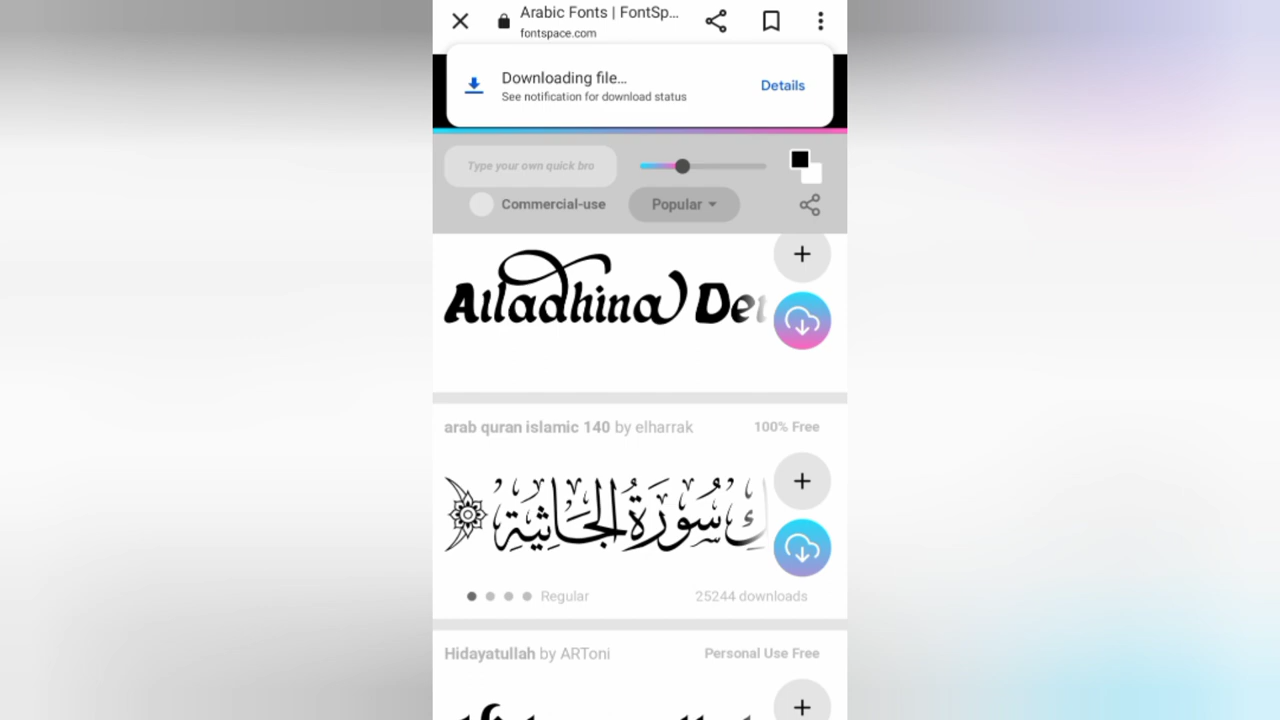 Arabic Fonts | FontSp...
fontspace.com
Downloading file...
See notification for download status
Details
Type your own quick bro
Commercial-use
Popular
Alladhina De
arab quran islamic 140 by elharrak
100% Free
سُورَةُ الجَاثِيَة
Regular
25244 downloads
Hidayatullah by ARToni
Personal Use Free